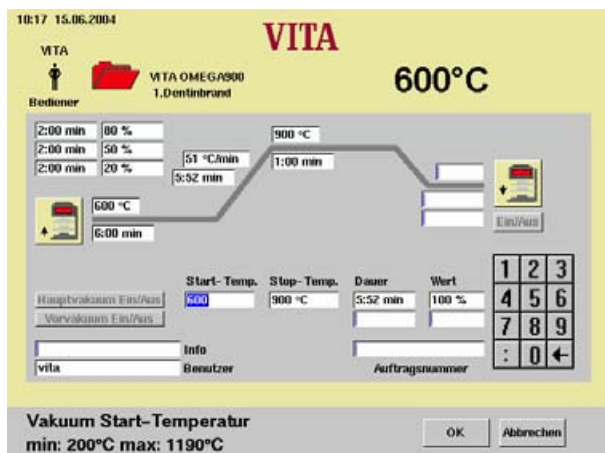 10:17 15.06.2004
VITA
VITA
Bediener
VITA OMEGA900
1.Dentinbrand
600°C
2:00 min 80 %
2:00 min 50 %
2:00 min 20 %
51 °C/min
5:52 min
900 °C
1:00 min
600 °C
6:00 min
Ein/Aus
Start-Temp. Stop-Temp. Dauer Wert
Hauptvakuum Ein/Aus 600 900 °C 5:52 min 100 %
Vorvakuum Ein/Aus
Info
vita Benutzer Auftragsnummer
1 2 3
4 5 6
7 8 9
: 0 ←
Vakuum Start-Temperatur
min: 200°C max: 1190°C
OK Abbrechen